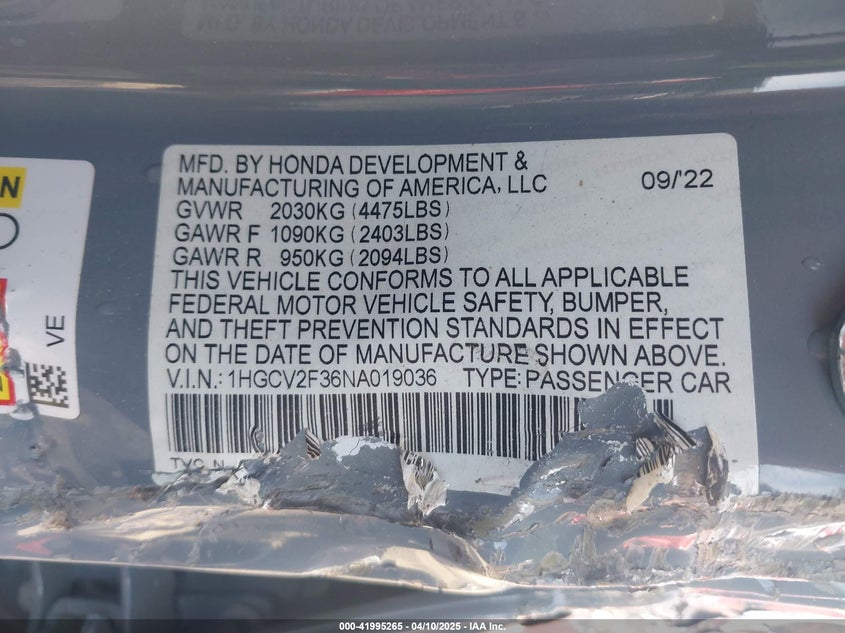 MFD. BY HONDA DEVELOPMENT &
MANUFACTURING OF AMERICA, LLC 09/'22
GVWR 2030KG (4475LBS)
GAWR F 1090KG (2403LBS)
GAWR R 950KG (2094LBS)
THIS VEHICLE CONFORMS TO ALL APPLICABLE
FEDERAL MOTOR VEHICLE SAFETY, BUMPER,
AND THEFT PREVENTION STANDARDS IN EFFECT
ON THE DATE OF MANUFACTURE SHOWN ABOVE.
V.I.N.: 1HGCV2F36NA019036 TYPE: PASSENGER CAR
VE
000-41995265 - 04/10/2025 - IAA Inc.